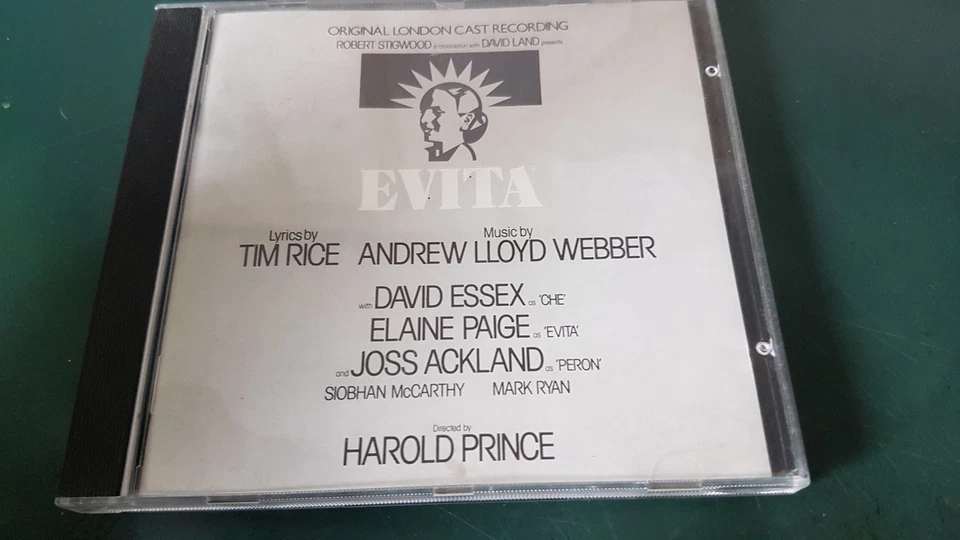 ORIGINAL LONDON CAST RECORDING
ROBERT STIGWOOD in association with DAVID LAND presents
EVITA
Lyrics by Music by
TIM RICE ANDREW LLOYD WEBBER
with DAVID ESSEX as 'CHE'
ELAINE PAIGE as 'EVITA'
and JOSS ACKLAND as 'PERON'
SIOBHAN McCARTHY MARK RYAN
Directed by
HAROLD PRINCE